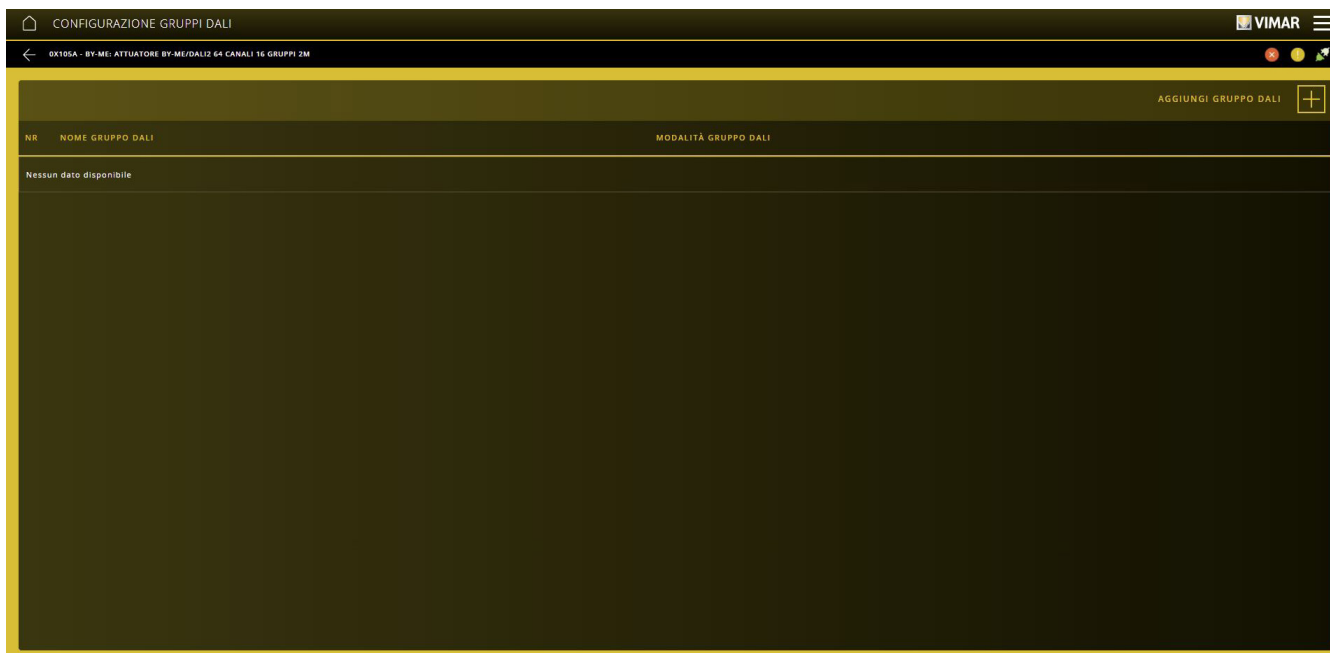 CONFIGURAZIONE GRUPPI DALI
VIMAR
0X105A - BY-ME: ATTUATORE BY-ME/DALI2 64 CANALI 16 GRUPPI 2M
AGGIUNGI GRUPPO DALI
NR NOME GRUPPO DALI MODALITÀ GRUPPO DALI
Nessun dato disponibile